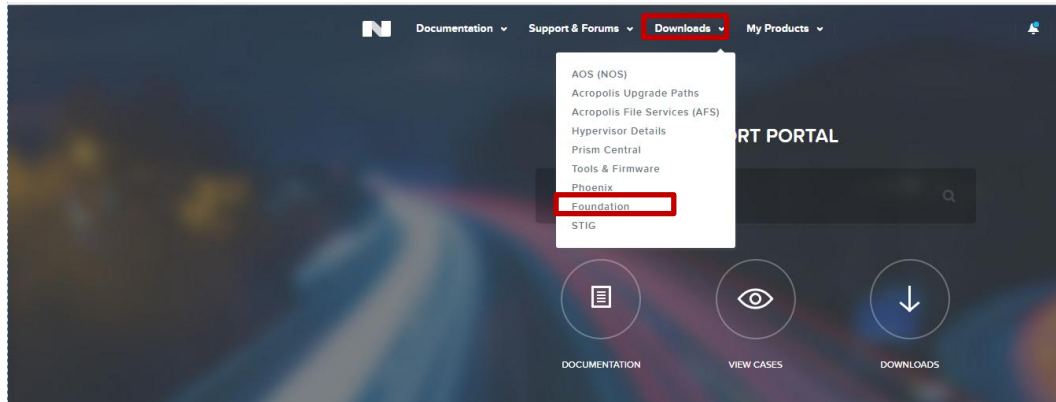 Documentation Support & Forums Downloads My Products
AOS (NOS)
Acropolis Upgrade Paths
Acropolis File Services (AFS)
Hypervisor Details
Prism Central
Tools & Firmware
Phoenix
Foundation
STIG
RT PORTAL
DOCUMENTATION VIEW CASES DOWNLOADS